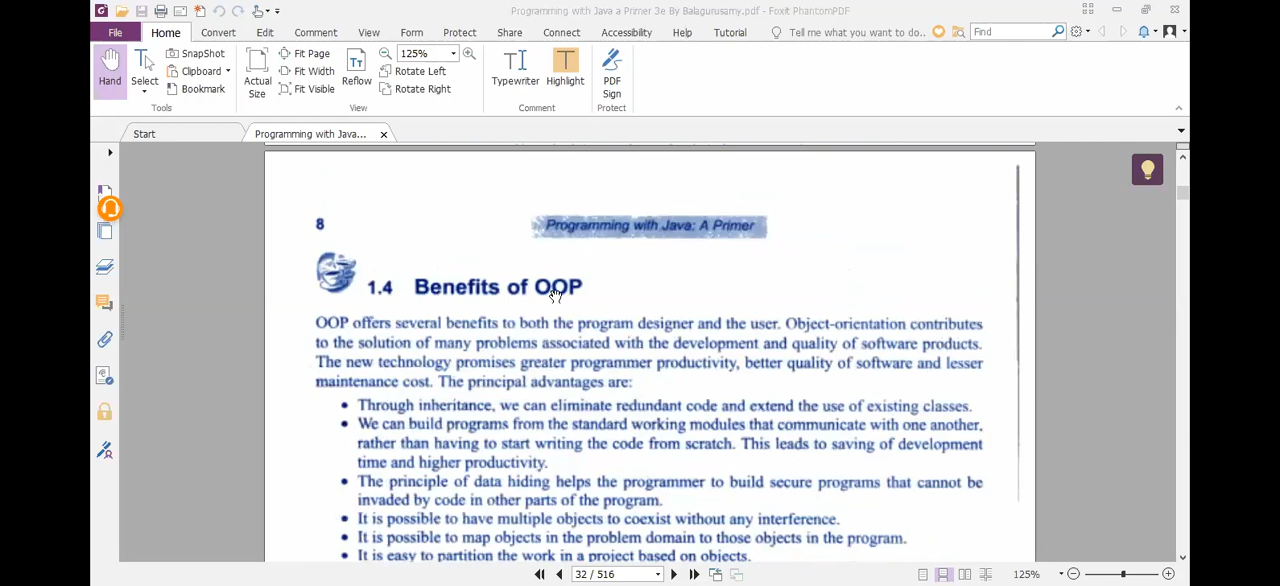 Programming with Java a Primer 3e By Balagurusamy.pdf - Foxit PhantomPDF
File Home Convert Edit Comment View Form Protect Share Connect Accessibility Help Tutorial Tell me what you want to do.. Find
Hand Select SnapShot Clipboard Bookmark
Actual Size Fit Page Fit Width Fit Visible Reflow 125% Rotate Left Rotate Right
Typewriter Highlight PDF Sign
Tools View Comment Protect
Start Programming with Java...
8 Programming with Java: A Primer
1.4 Benefits of OOP
OOP offers several benefits to both the program designer and the user. Object-orientation contributes
to the solution of many problems associated with the development and quality of software products.
The new technology promises greater programmer productivity, better quality of software and lesser
maintenance cost. The principal advantages are:
• Through inheritance, we can eliminate redundant code and extend the use of existing classes.
• We can build programs from the standard working modules that communicate with one another,
rather than having to start writing the code from scratch. This leads to saving of development
time and higher productivity.
• The principle of data hiding helps the programmer to build secure programs that cannot be
invaded by code in other parts of the program.
• It is possible to have multiple objects to coexist without any interference.
• It is possible to map objects in the problem domain to those objects in the program.
• It is easy to partition the work in a project based on objects.
32 / 516 125%